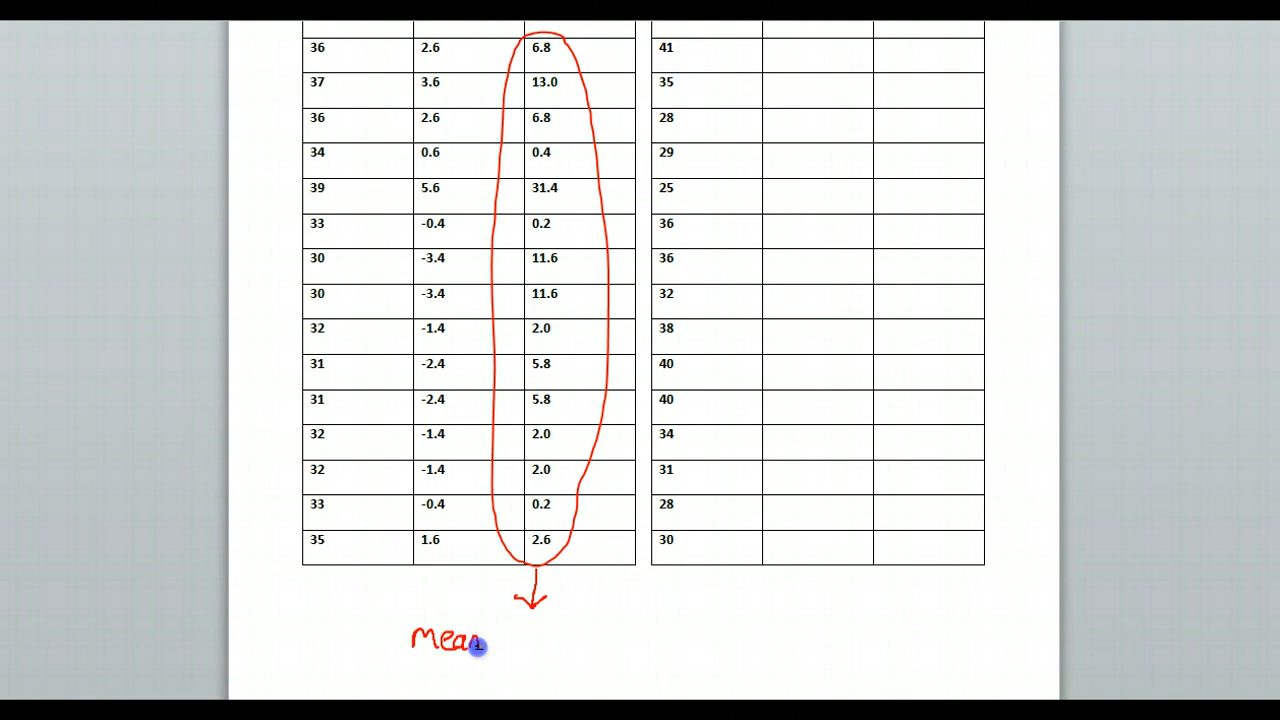 36 2.6 6.8 41
37 3.6 13.0 35
36 2.6 6.8 28
34 0.6 0.4 29
39 5.6 31.4 25
33 -0.4 0.2 36
30 -3.4 11.6 36
30 -3.4 11.6 32
32 -1.4 2.0 38
31 -2.4 5.8 40
31 -2.4 5.8 40
32 -1.4 2.0 34
32 -1.4 2.0 31
33 -0.4 0.2 28
35 1.6 2.6 30
mean